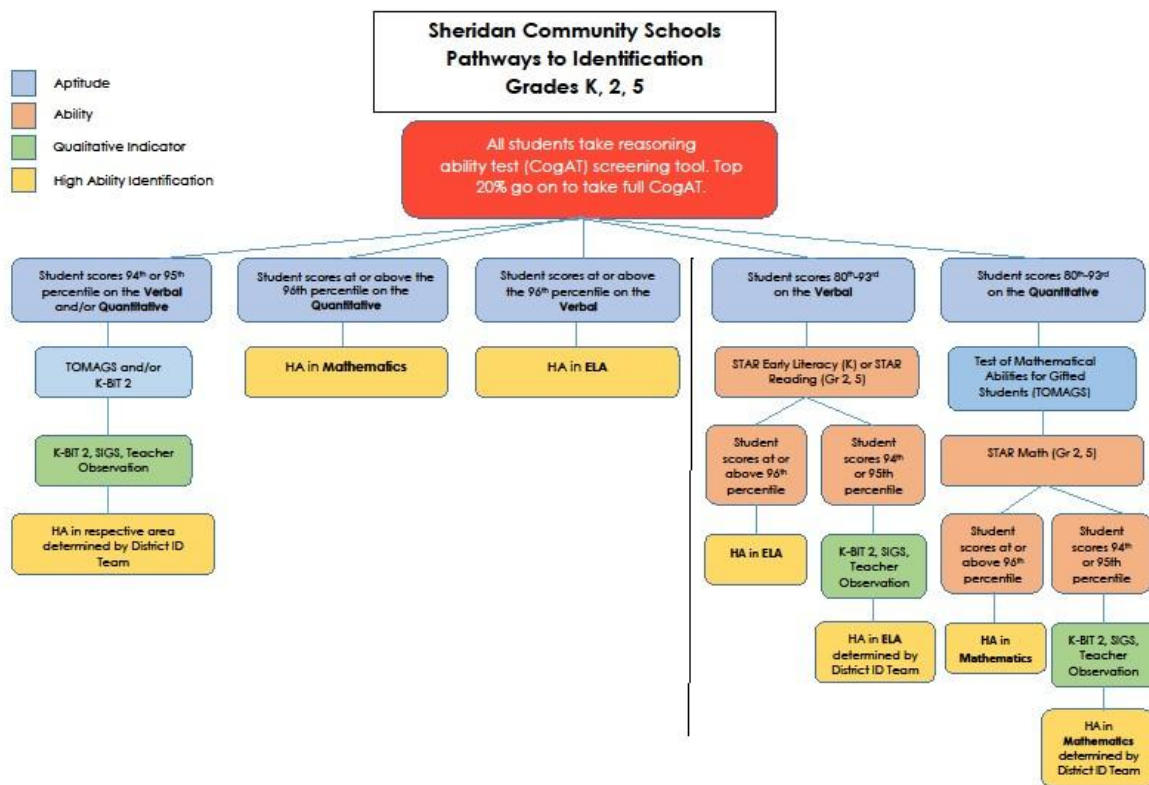 Sheridan Community Schools
Pathways to Identification
Grades K, 2, 5
Aptitude
Ability
Qualitative Indicator
High Ability Identification
All students take reasoning
ability test (CogAT) screening tool. Top
20% go on to take full CogAT.
Student scores 94th or 95th
percentile on the Verbal
and/or Quantitative
TOMAGS and/or
K-BIT 2
K-BIT 2, SIGS, Teacher
Observation
HA in respective area
determined by District ID
Team
Student scores at or above the
96th percentile on the
Quantitative
HA in Mathematics
Student scores at or above
the 96th percentile on the
Verbal
HA in ELA
Student scores 80th-93rd
on the Verbal
STAR Early Literacy (K) or STAR
Reading (Gr 2, 5)
Student
scores at or
above 96th
percentile
HA in ELA
Student
scores 94th
or 95th
percentile
K-BIT 2, SIGS,
Teacher
Observation
HA in ELA
determined by
District ID Team
Student scores 80th-93rd
on the Quantitative
Test of Mathematical
Abilities for Gifted
Students (TOMAGS)
STAR Math (Gr 2, 5)
Student
scores at or
above 96th
percentile
HA in
Mathematics
Student
scores 94th
or 95th
percentile
K-BIT 2, SIGS,
Teacher
Observation
HA in
Mathematics
determined by
District ID Team